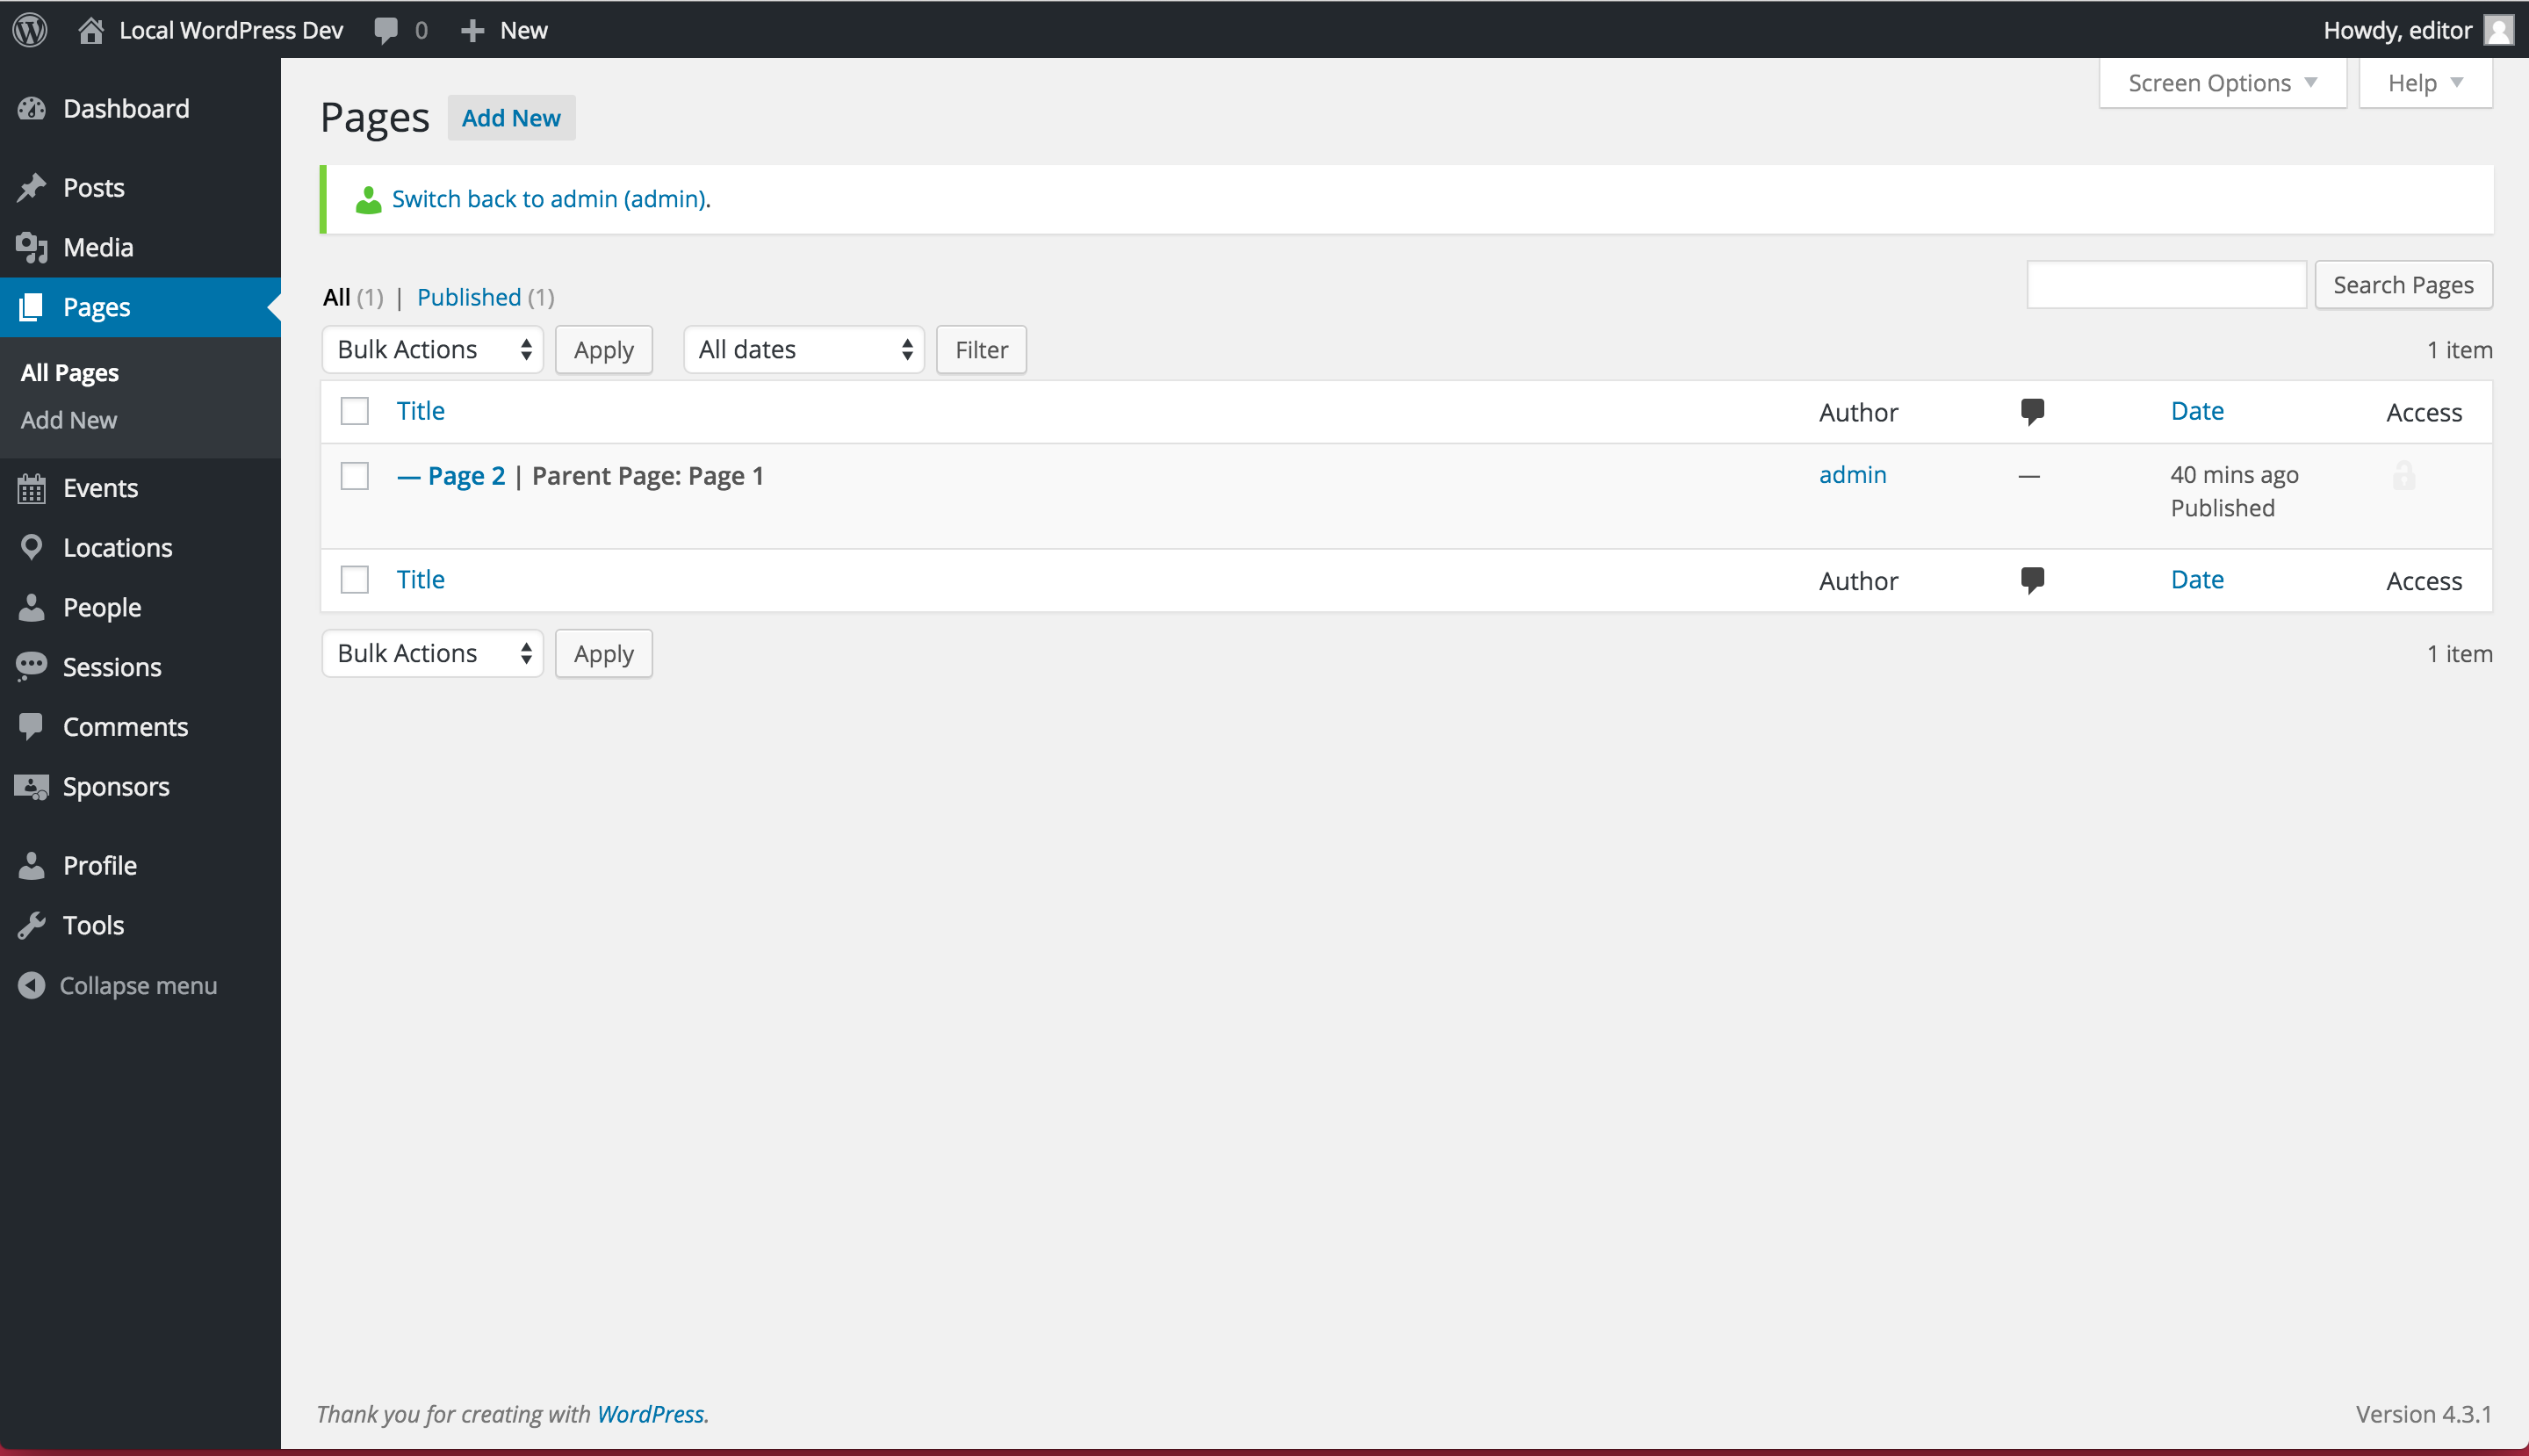 Local WordPress Dev 0 New Howdy, editor
Screen Options Help
Dashboard
Posts
Media
Pages
All Pages
Add New
Events
Locations
People
Sessions
Comments
Sponsors
Profile
Tools
Collapse menu
Pages Add New
Switch back to admin (admin).
All (1) | Published (1)
Search Pages
Bulk Actions Apply All dates Filter 1 item
Title Author Date Access
— Page 2 | Parent Page: Page 1 admin — 40 mins ago
Published
Title Author Date Access
Bulk Actions Apply 1 item
Thank you for creating with WordPress. Version 4.3.1